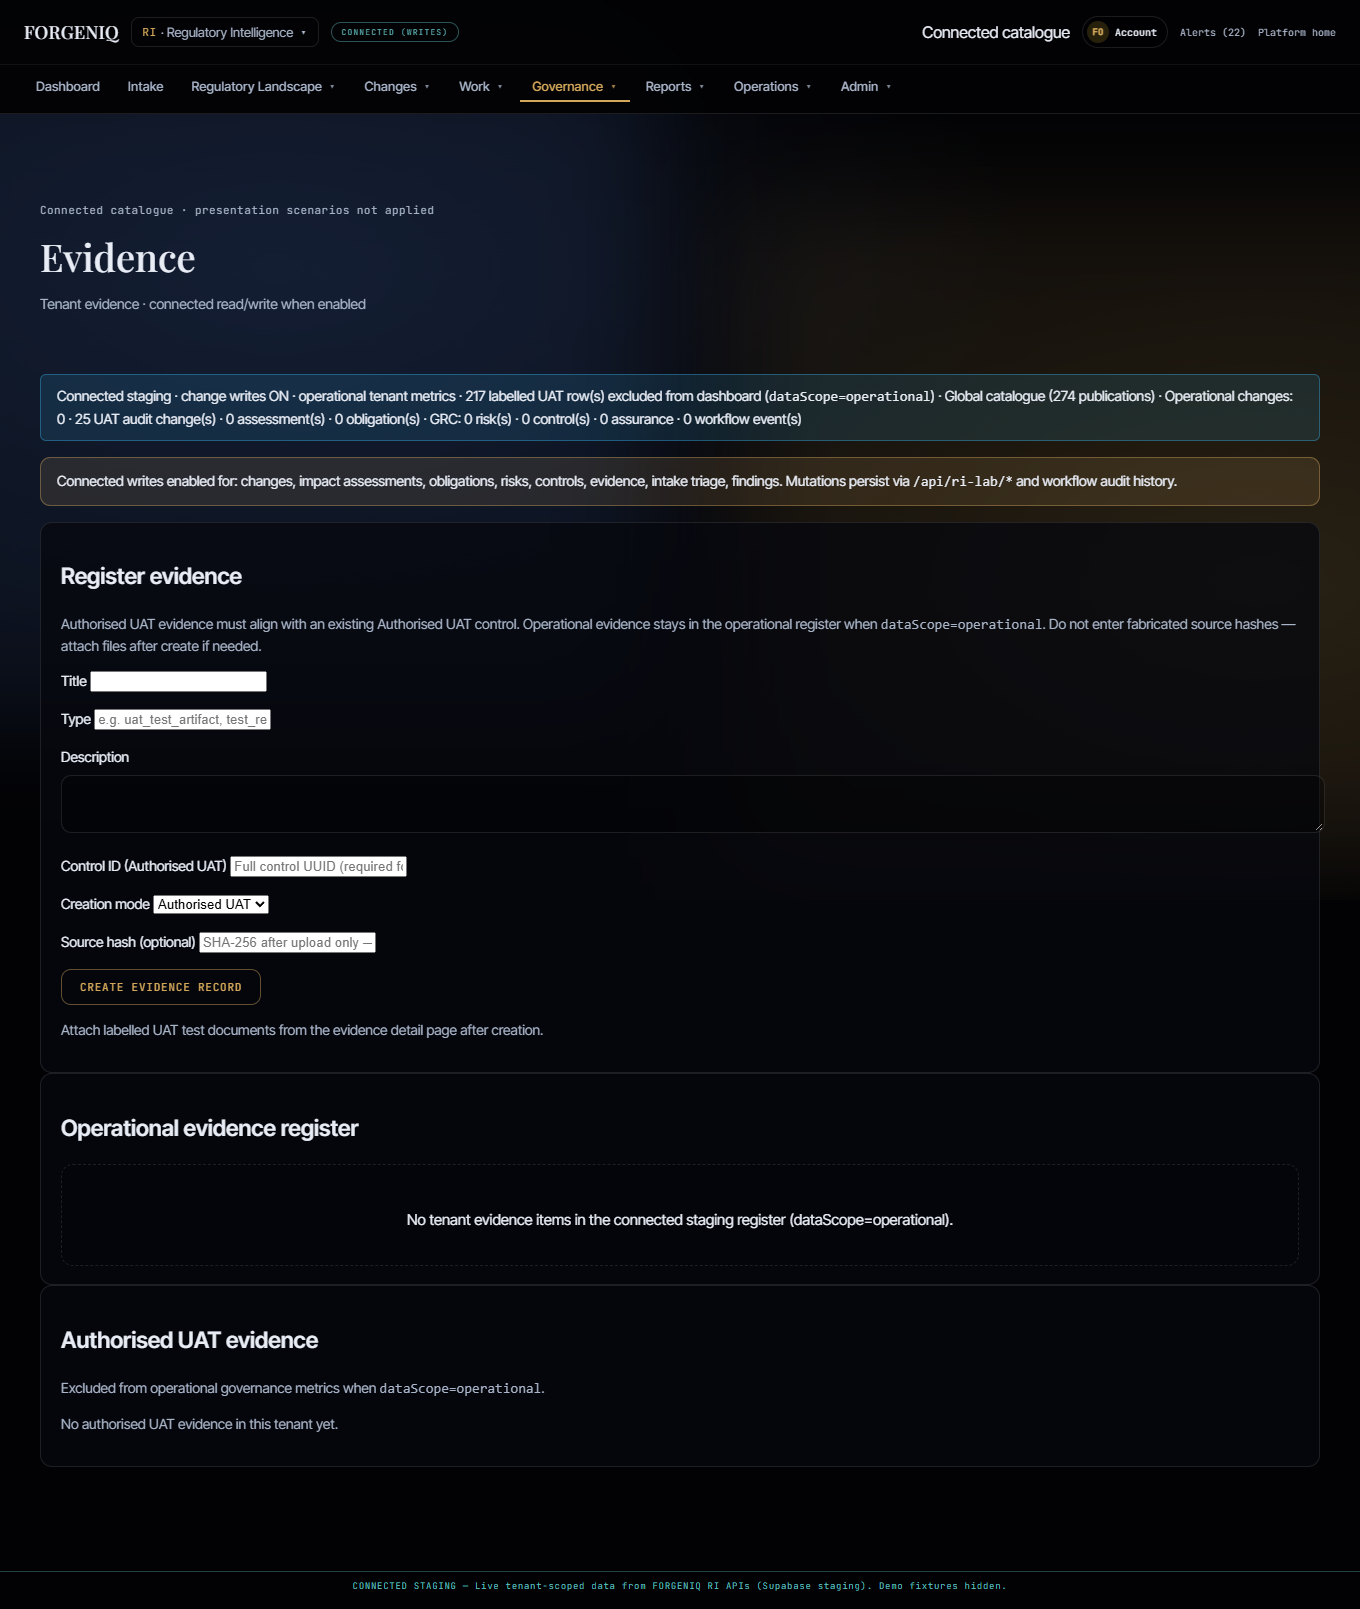 FORGENIQ
RI · Regulatory Intelligence
CONNECTED (WRITES)
Connected catalogue
FO Account
Alerts (22)
Platform home
Dashboard
Intake
Regulatory Landscape
Changes
Work
Governance
Reports
Operations
Admin
Connected catalogue · presentation scenarios not applied
Evidence
Tenant evidence · connected read/write when enabled
Connected staging · change writes ON · operational tenant metrics · 217 labelled UAT row(s) excluded from dashboard (dataScope=operational) · Global catalogue (274 publications) · Operational changes:
0 · 25 UAT audit change(s) · 0 assessment(s) · 0 obligation(s) · GRC: 0 risk(s) · 0 control(s) · 0 assurance · 0 workflow event(s)
Connected writes enabled for: changes, impact assessments, obligations, risks, controls, evidence, intake triage, findings. Mutations persist via /api/ri-lab/* and workflow audit history.
Register evidence
Authorised UAT evidence must align with an existing Authorised UAT control. Operational evidence stays in the operational register when dataScope=operational. Do not enter fabricated source hashes —
attach files after create if needed.
Title
Type e.g. uat_test_artifact, test_re
Description
Control ID (Authorised UAT) Full control UUID (required fo
Creation mode Authorised UAT
Source hash (optional) SHA-256 after upload only —
CREATE EVIDENCE RECORD
Attach labelled UAT test documents from the evidence detail page after creation.
Operational evidence register
No tenant evidence items in the connected staging register (dataScope=operational).
Authorised UAT evidence
Excluded from operational governance metrics when dataScope=operational.
No authorised UAT evidence in this tenant yet.
CONNECTED STAGING — Live tenant-scoped data from FORGENIQ RI APIs (Supabase staging). Demo fixtures hidden.